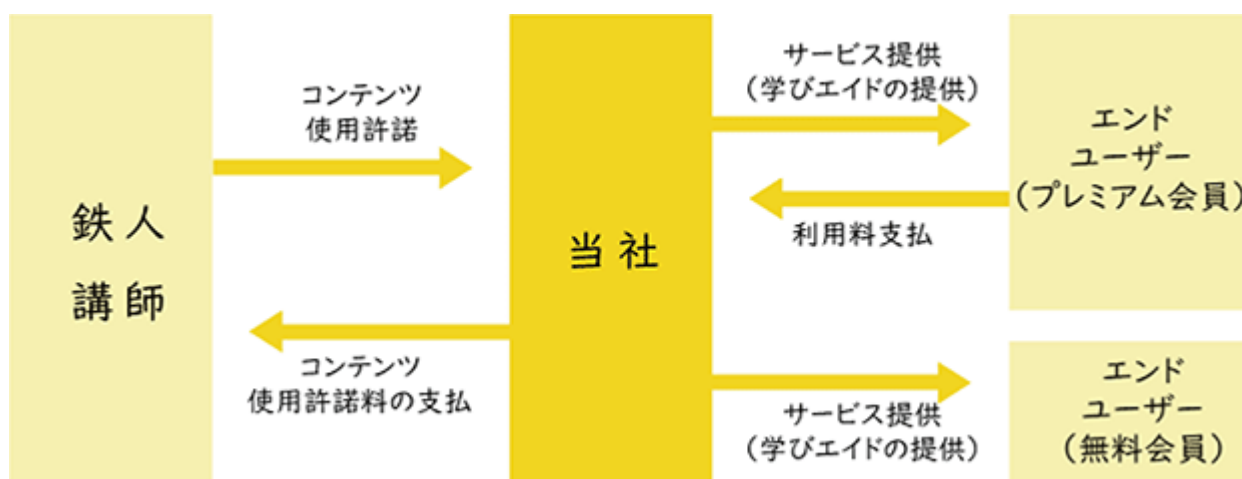 鉄人
講師
コンテンツ
使用許諾
コンテンツ
使用許諾料の支払
当社
サービス提供
(学びエイドの提供)
利用料支払
サービス提供
(学びエイドの提供)
エンド
ユーザー
(プレミアム会員)
エンド
ユーザー
(無料会員)